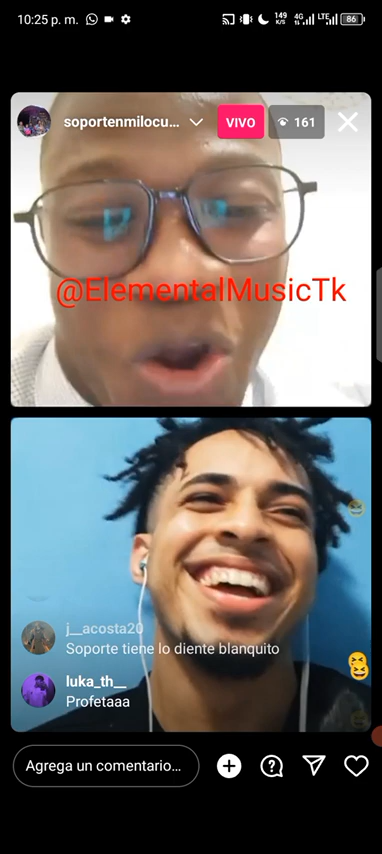 10:25 p. m.
149
K/S
4G
LTE
86
soportenmilocu...
VIVO
161
@ElementalMusicTk
j__acosta20
Soporte tiene lo diente blanquito
luka_th__
Profetaaa
Agrega un comentario...